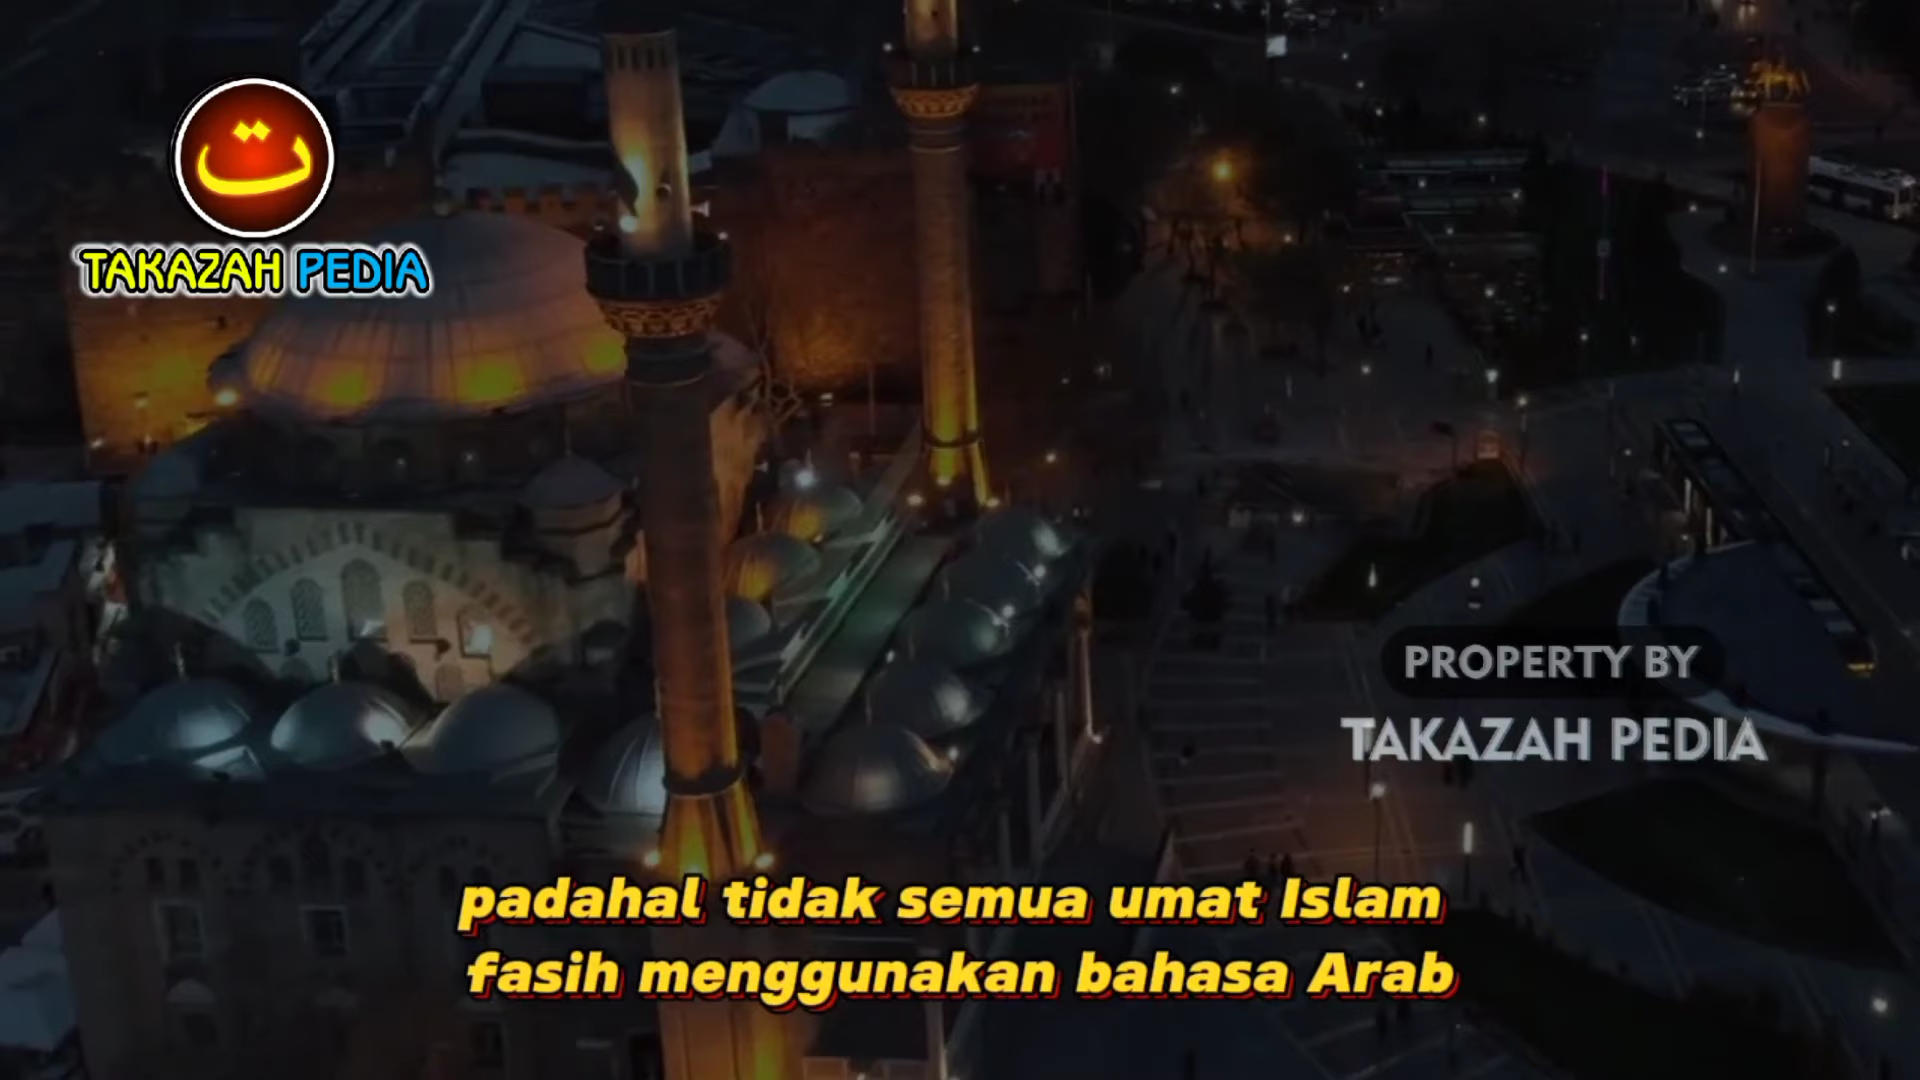 ت
TAKAZAH PEDIA
PROPERTY BY
TAKAZAH PEDIA
padahal tidak semua umat Islam
fasih menggunakan bahasa Arab